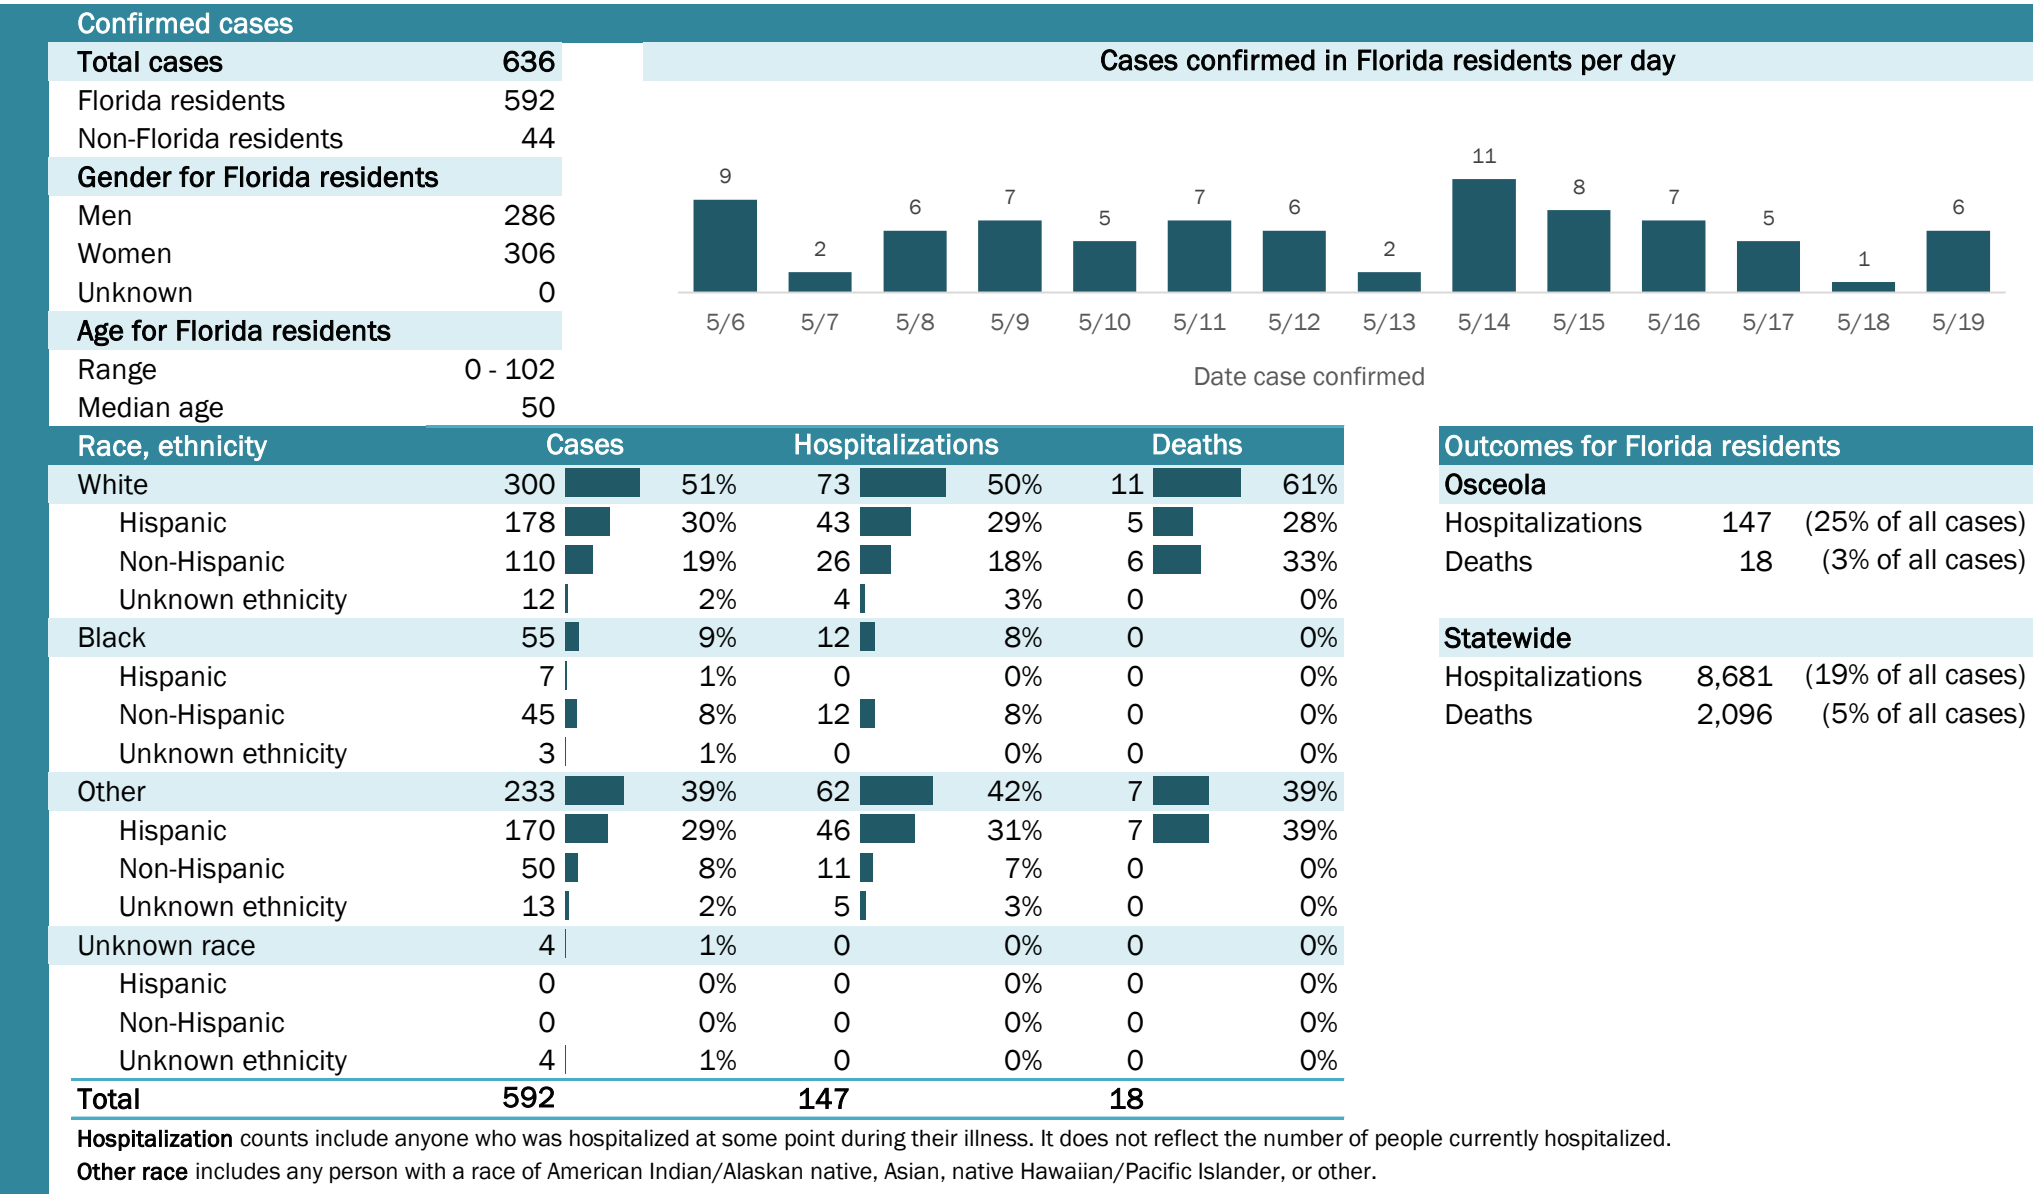 Confirmed cases
Total cases 636
Florida residents 592
Non-Florida residents 44
Gender for Florida residents
Men 286
Women 306
Unknown 0
Age for Florida residents
Range 0 - 102
Median age 50
Cases confirmed in Florida residents per day
9 2 6 7 5 7 6 2 11 8 7 5 1 6
5/6 5/7 5/8 5/9 5/10 5/11 5/12 5/13 5/14 5/15 5/16 5/17 5/18 5/19
Date case confirmed
Race, ethnicity Cases Hospitalizations Deaths
White 300 51% 73 50% 11 61%
Hispanic 178 30% 43 29% 5 28%
Non-Hispanic 110 19% 26 18% 6 33%
Unknown ethnicity 12 2% 4 3% 0 0%
Black 55 9% 12 8% 0 0%
Hispanic 7 1% 0 0% 0 0%
Non-Hispanic 45 8% 12 8% 0 0%
Unknown ethnicity 3 1% 0 0% 0 0%
Other 233 39% 62 42% 7 39%
Hispanic 170 29% 46 31% 7 39%
Non-Hispanic 50 8% 11 7% 0 0%
Unknown ethnicity 13 2% 5 3% 0 0%
Unknown race 4 1% 0 0% 0 0%
Hispanic 0 0% 0 0% 0 0%
Non-Hispanic 0 0% 0 0% 0 0%
Unknown ethnicity 4 1% 0 0% 0 0%
Total 592 147 18
Outcomes for Florida residents
Osceola
Hospitalizations 147 (25% of all cases)
Deaths 18 (3% of all cases)
Statewide
Hospitalizations 8,681 (19% of all cases)
Deaths 2,096 (5% of all cases)
Hospitalization counts include anyone who was hospitalized at some point during their illness. It does not reflect the number of people currently hospitalized.
Other race includes any person with a race of American Indian/Alaskan native, Asian, native Hawaiian/Pacific Islander, or other.